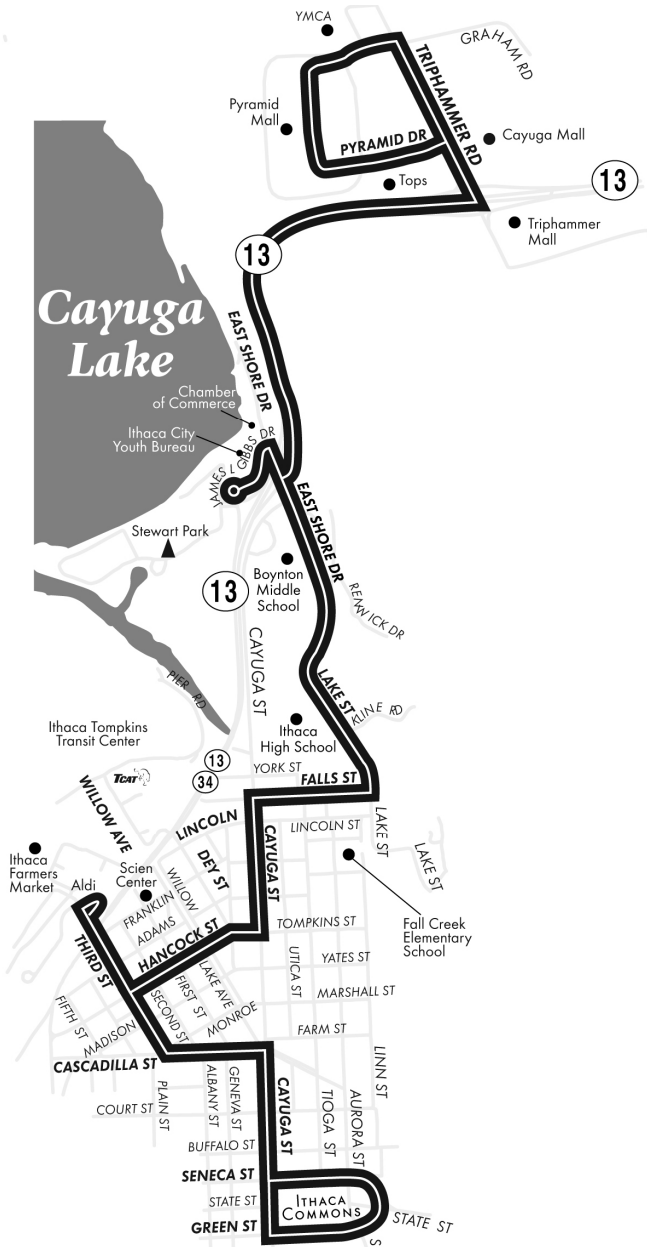 YMCA
GRAHAM RD
TRIPHAMMER RD
Pyramid
Mall
PYRAMID DR
Cayuga Mall
Tops
13
Triphammer
Mall
13
Cayuga
Lake
EAST SHORE DR
Chamber
of Commerce
Ithaca City
Youth Bureau
JAMES L GIBBS DR
EAST SHORE DR
Stewart Park
Boynton
Middle
School
13
RENWICK DR
CAYUGA ST
PIER RD
LAKE ST
KLINE RD
Ithaca
High School
Ithaca Tompkins
Transit Center
13
34
YORK ST
FALLS ST
TCAT
WILLOW AVE
LINCOLN
LINCOLN ST
LAKE ST
LAKE ST
CAYUGA ST
DEY ST
Ithaca
Farmers
Market
Scien
Center
Aldi
WILLOW
FRANKLIN
ADAMS
Fall Creek
Elementary
School
TOMPKINS ST
HANCOCK ST
THIRD ST
UTICA ST
YATES ST
LAKE AVE
FIRST ST
SECOND ST
MARSHALL ST
MONROE
FIFTH ST
MADISON
FARM ST
CASCADILLA ST
LINN ST
PLAIN ST
ALBANY ST
GENEVA ST
CAYUGA ST
TIOGA ST
AURORA ST
COURT ST
BUFFALO ST
SENECA ST
STATE ST
ITHACA
COMMONS
GREEN ST
STATE ST
S